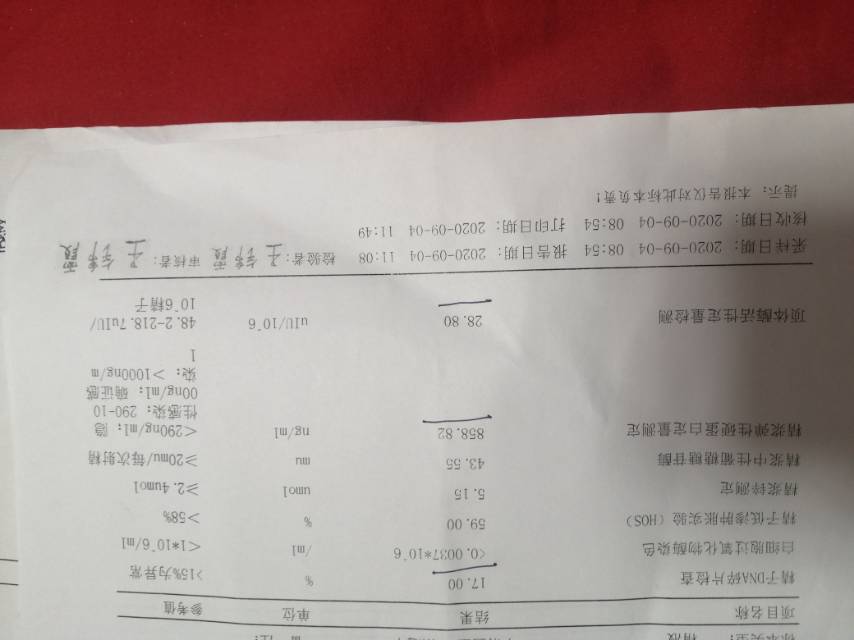 项目名称 结果 单位 参考值
精子DNA碎片检查 17.00 % >15%为异常
白细胞过氧化物酶染色 <0.0037*10^6 /ml <1*10^6/ml
精子低渗肿胀实验（HOS） 59.00 % >58%
精浆锌测定 5.15 umol ≥2.4umol
精浆中性葡糖苷酶 43.55 mu ≥20mu/每次射精
精浆弹性硬蛋白定量测定 858.82 ng/ml <290ng/ml; 隐
性感染: 290-10
00ng/ml; 确证感
染: >1000ng/m
l
顶体酶活性定量检测 28.80 uIU/10^6 48.2-218.7uIU/
10^6精子
采样日期: 2020-09-04 08:54 报告日期: 2020-09-04 11:08 检验者: 审核者:
核收日期: 2020-09-04 08:54 打印日期: 2020-09-04 11:49
提示: 本报告仅对此标本负责!